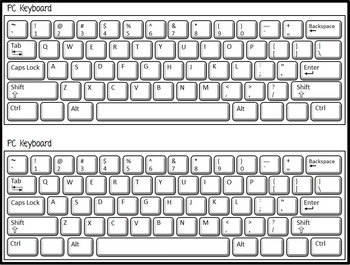 PC Keyboard
~ ` ! 1 @ 2 # 3 $ 4 % 5 ^ 6 & 7 * 8 ( 9 ) 0 — - + = Backspace ←
Tab Q W E R T Y U I O P { [ } ] | \
Caps Lock A S D F G H J K L : ; " ' Enter ↵
Shift ⇧ Z X C V B N M < , > . ? / Shift ⇧
Ctrl Alt Alt Ctrl
PC Keyboard
~ ` ! 1 @ 2 # 3 $ 4 % 5 ^ 6 & 7 * 8 ( 9 ) 0 — - + = Backspace ←
Tab Q W E R T Y U I O P { [ } ] | \
Caps Lock A S D F G H J K L : ; " ' Enter ↵
Shift ⇧ Z X C V B N M < , > . ? / Shift ⇧
Ctrl Alt Alt Ctrl